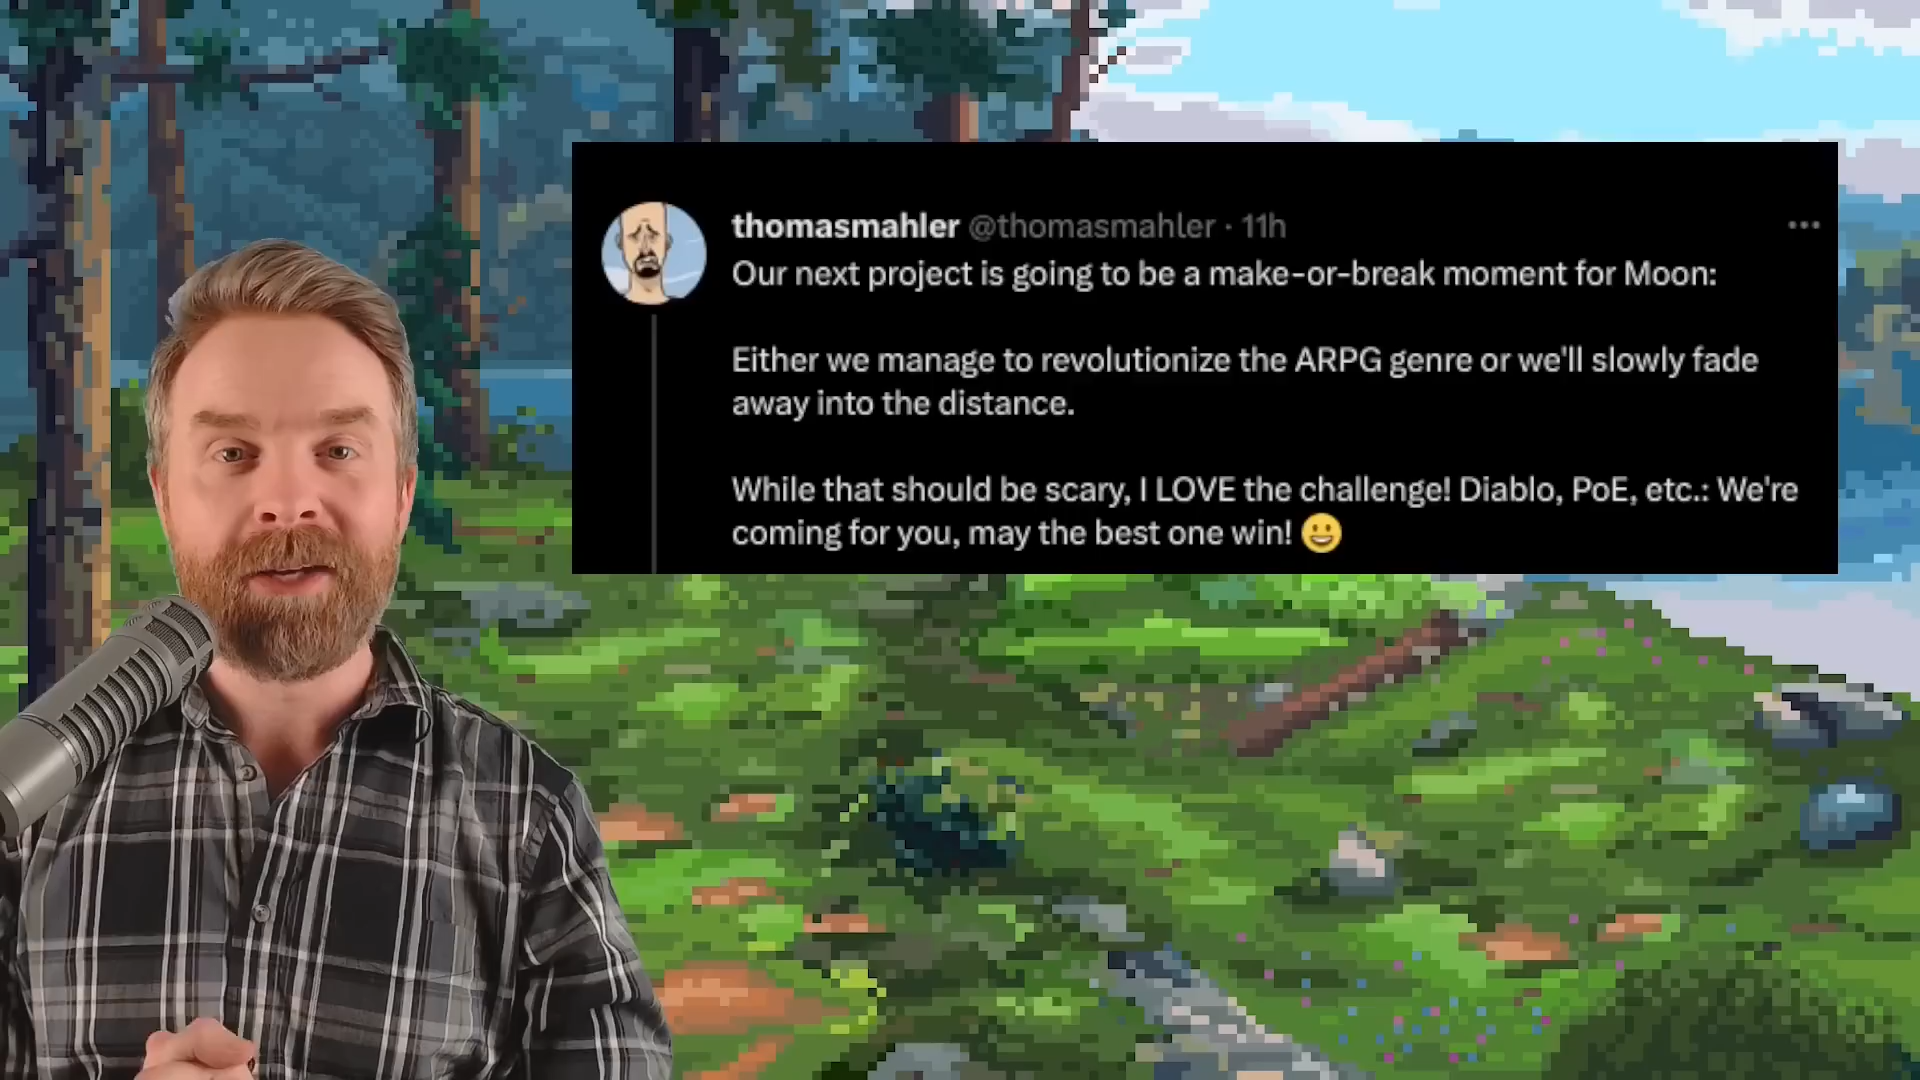 thomasmahler @thomasmahler · 11h
Our next project is going to be a make-or-break moment for Moon:
Either we manage to revolutionize the ARPG genre or we'll slowly fade
away into the distance.
While that should be scary, I LOVE the challenge! Diablo, PoE, etc.: We're
coming for you, may the best one win! 😀